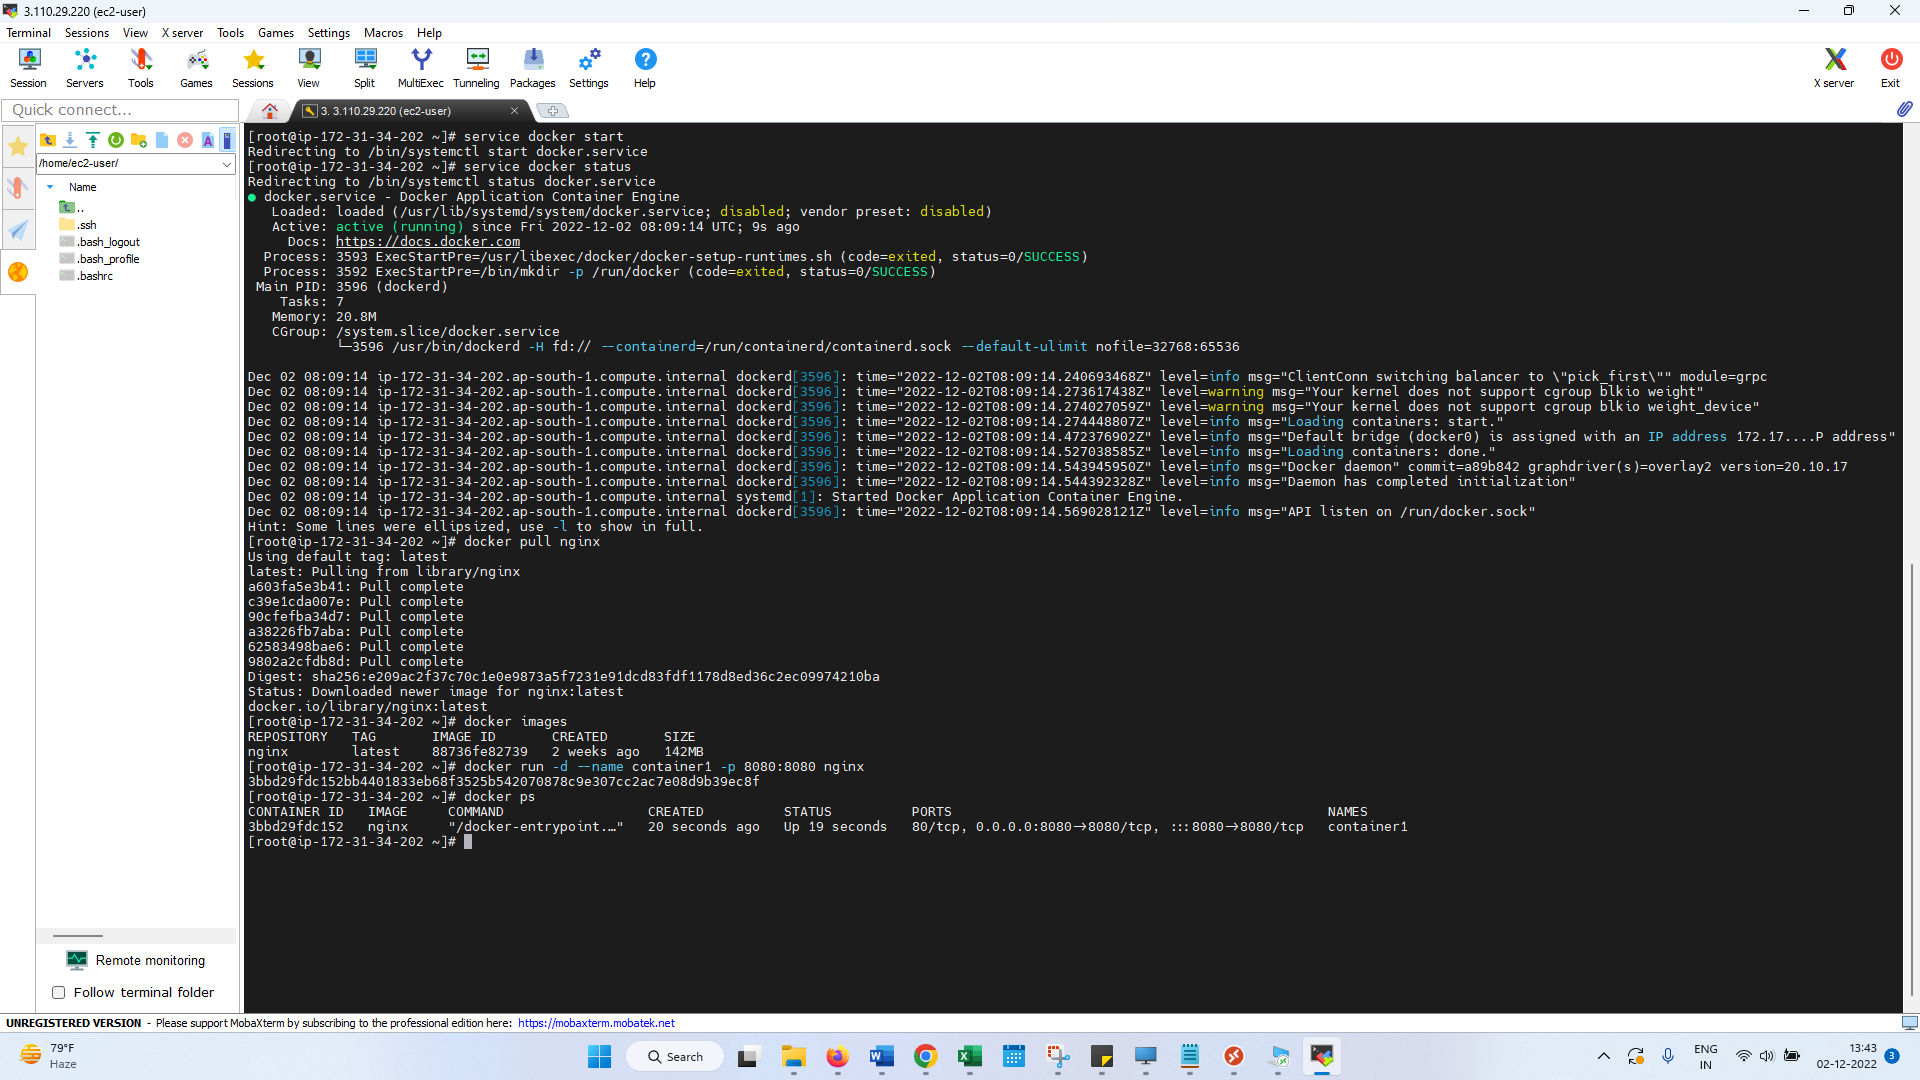 3.110.29.220 (ec2-user)
Terminal Sessions View X server Tools Games Settings Macros Help
Session Servers Tools Games Sessions View Split MultiExec Tunneling Packages Settings Help X server Exit
Quick connect...
3. 3.110.29.220 (ec2-user)
/home/ec2-user/
Name
..
.ssh
.bash_logout
.bash_profile
.bashrc
[root@ip-172-31-34-202 ~]# service docker start
Redirecting to /bin/systemctl start docker.service
[root@ip-172-31-34-202 ~]# service docker status
Redirecting to /bin/systemctl status docker.service
● docker.service - Docker Application Container Engine
Loaded: loaded (/usr/lib/systemd/system/docker.service; disabled; vendor preset: disabled)
Active: active (running) since Fri 2022-12-02 08:09:14 UTC; 9s ago
Docs: https://docs.docker.com
Process: 3593 ExecStartPre=/usr/libexec/docker/docker-setup-runtimes.sh (code=exited, status=0/SUCCESS)
Process: 3592 ExecStartPre=/bin/mkdir -p /run/docker (code=exited, status=0/SUCCESS)
Main PID: 3596 (dockerd)
Tasks: 7
Memory: 20.8M
CGroup: /system.slice/docker.service
└─3596 /usr/bin/dockerd -H fd:// --containerd=/run/containerd/containerd.sock --default-ulimit nofile=32768:65536
Dec 02 08:09:14 ip-172-31-34-202.ap-south-1.compute.internal dockerd[3596]: time="2022-12-02T08:09:14.240693468Z" level=info msg="ClientConn switching balancer to \"pick_first\"" module=grpc
Dec 02 08:09:14 ip-172-31-34-202.ap-south-1.compute.internal dockerd[3596]: time="2022-12-02T08:09:14.273617438Z" level=warning msg="Your kernel does not support cgroup blkio weight"
Dec 02 08:09:14 ip-172-31-34-202.ap-south-1.compute.internal dockerd[3596]: time="2022-12-02T08:09:14.274027059Z" level=warning msg="Your kernel does not support cgroup blkio weight_device"
Dec 02 08:09:14 ip-172-31-34-202.ap-south-1.compute.internal dockerd[3596]: time="2022-12-02T08:09:14.274448807Z" level=info msg="Loading containers: start."
Dec 02 08:09:14 ip-172-31-34-202.ap-south-1.compute.internal dockerd[3596]: time="2022-12-02T08:09:14.472376902Z" level=info msg="Default bridge (docker0) is assigned with an IP address 172.17....P address"
Dec 02 08:09:14 ip-172-31-34-202.ap-south-1.compute.internal dockerd[3596]: time="2022-12-02T08:09:14.527038585Z" level=info msg="Loading containers: done."
Dec 02 08:09:14 ip-172-31-34-202.ap-south-1.compute.internal dockerd[3596]: time="2022-12-02T08:09:14.543945950Z" level=info msg="Docker daemon" commit=a89b842 graphdriver(s)=overlay2 version=20.10.17
Dec 02 08:09:14 ip-172-31-34-202.ap-south-1.compute.internal dockerd[3596]: time="2022-12-02T08:09:14.544392328Z" level=info msg="Daemon has completed initialization"
Dec 02 08:09:14 ip-172-31-34-202.ap-south-1.compute.internal systemd[1]: Started Docker Application Container Engine.
Dec 02 08:09:14 ip-172-31-34-202.ap-south-1.compute.internal dockerd[3596]: time="2022-12-02T08:09:14.569028121Z" level=info msg="API listen on /run/docker.sock"
Hint: Some lines were ellipsized, use -l to show in full.
[root@ip-172-31-34-202 ~]# docker pull nginx
Using default tag: latest
latest: Pulling from library/nginx
a603fa5e3b41: Pull complete
c39e1cda007e: Pull complete
90cfefba34d7: Pull complete
a38226fb7aba: Pull complete
62583498bae6: Pull complete
9802a2cfdb8d: Pull complete
Digest: sha256:e209ac2f37c70c1e0e9873a5f7231e91dcd83fdf1178d8ed36c2ec09974210ba
Status: Downloaded newer image for nginx:latest
docker.io/library/nginx:latest
[root@ip-172-31-34-202 ~]# docker images
REPOSITORY TAG IMAGE ID CREATED SIZE
nginx latest 88736fe82739 2 weeks ago 142MB
[root@ip-172-31-34-202 ~]# docker run -d --name container1 -p 8080:8080 nginx
3bbd29fdc152bb4401833eb68f3525b542070878c9e307cc2ac7e08d9b39ec8f
[root@ip-172-31-34-202 ~]# docker ps
CONTAINER ID IMAGE COMMAND CREATED STATUS PORTS NAMES
3bbd29fdc152 nginx "/docker-entrypoint.…" 20 seconds ago Up 19 seconds 80/tcp, 0.0.0.0:8080->8080/tcp, :::8080->8080/tcp container1
[root@ip-172-31-34-202 ~]#
Remote monitoring
Follow terminal folder
UNREGISTERED VERSION - Please support MobaXterm by subscribing to the professional edition here: https://mobaxterm.mobatek.net
79°F
Haze
Search
ENG
IN
13:43
02-12-2022
3